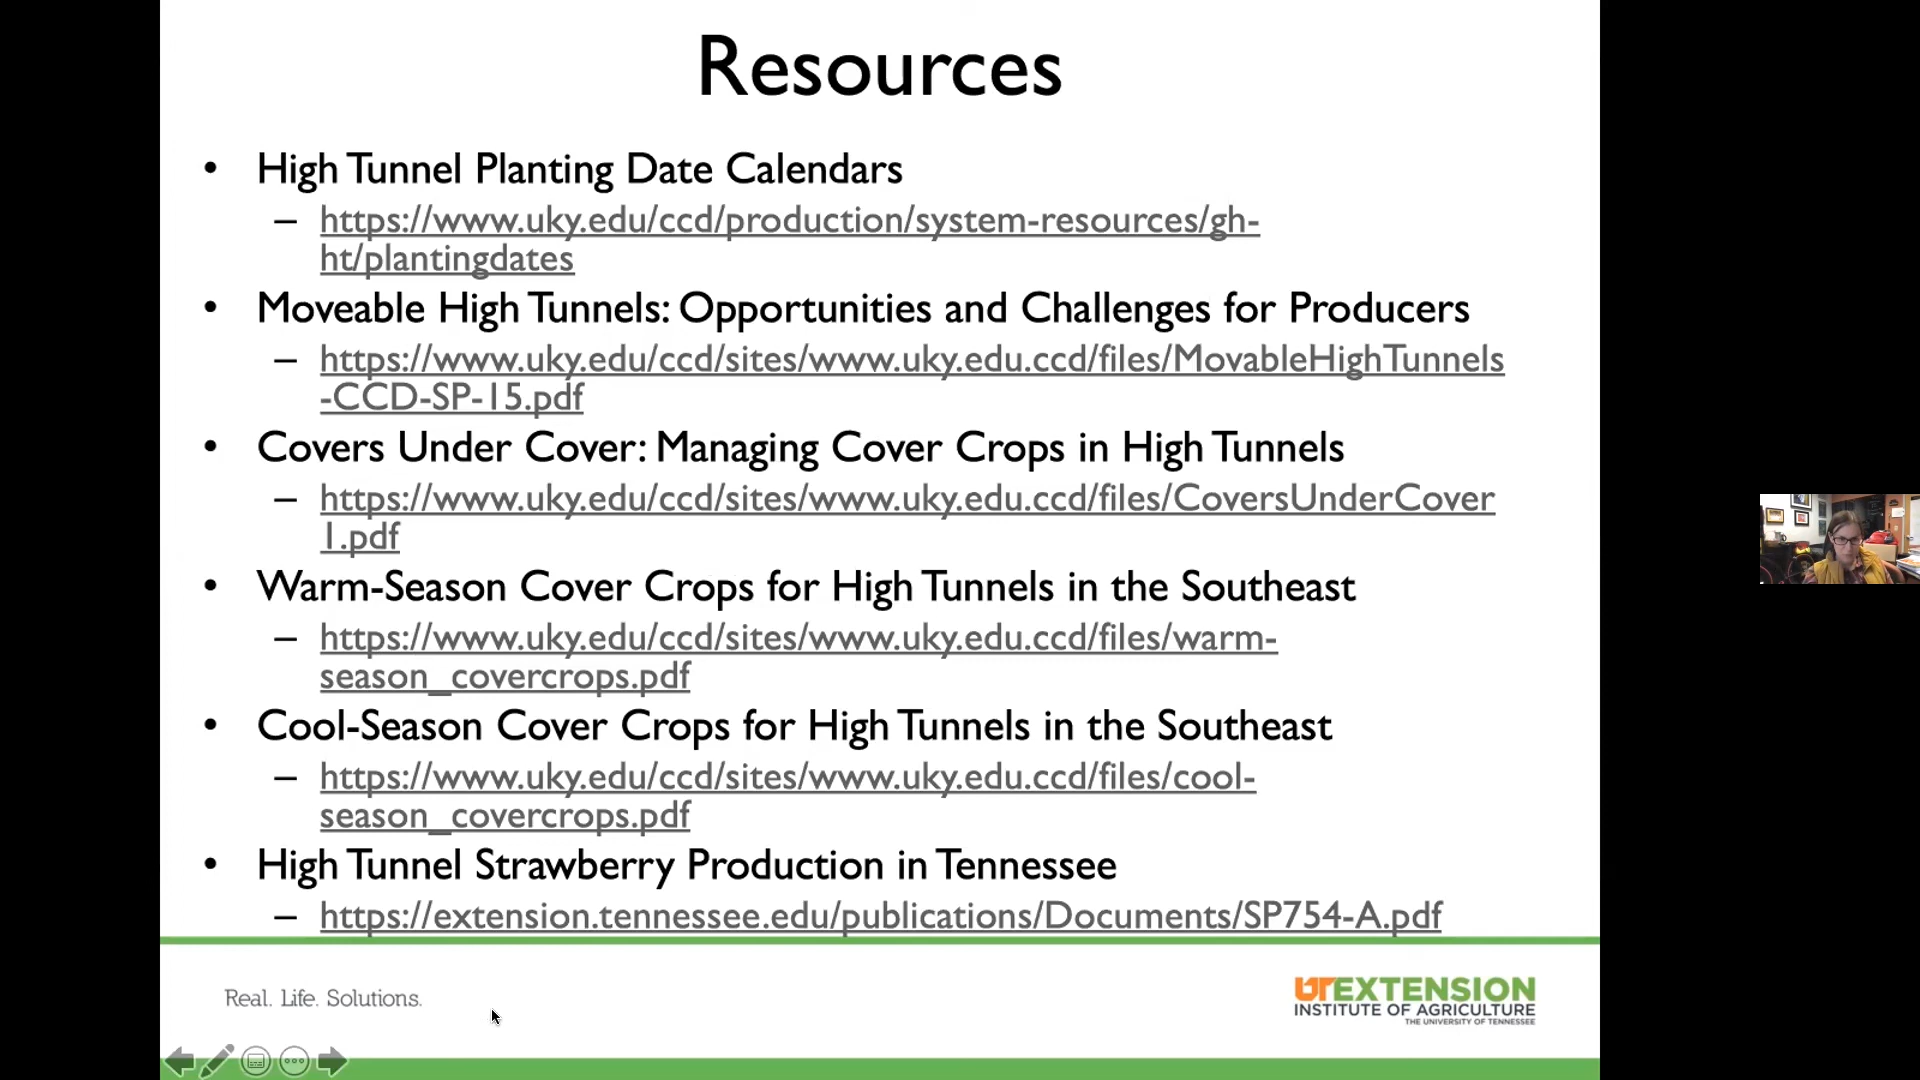 Resources
• High Tunnel Planting Date Calendars
– https://www.uky.edu/ccd/production/system-resources/gh-
ht/plantingdates
• Moveable High Tunnels: Opportunities and Challenges for Producers
– https://www.uky.edu/ccd/sites/www.uky.edu.ccd/files/MovableHighTunnels
-CCD-SP-15.pdf
• Covers Under Cover: Managing Cover Crops in High Tunnels
– https://www.uky.edu/ccd/sites/www.uky.edu.ccd/files/CoversUnderCover
1.pdf
• Warm-Season Cover Crops for High Tunnels in the Southeast
– https://www.uky.edu/ccd/sites/www.uky.edu.ccd/files/warm-
season_covercrops.pdf
• Cool-Season Cover Crops for High Tunnels in the Southeast
– https://www.uky.edu/ccd/sites/www.uky.edu.ccd/files/cool-
season_covercrops.pdf
• High Tunnel Strawberry Production in Tennessee
– https://extension.tennessee.edu/publications/Documents/SP754-A.pdf
Real. Life. Solutions.
UTEXTENSION
INSTITUTE OF AGRICULTURE
THE UNIVERSITY OF TENNESSEE